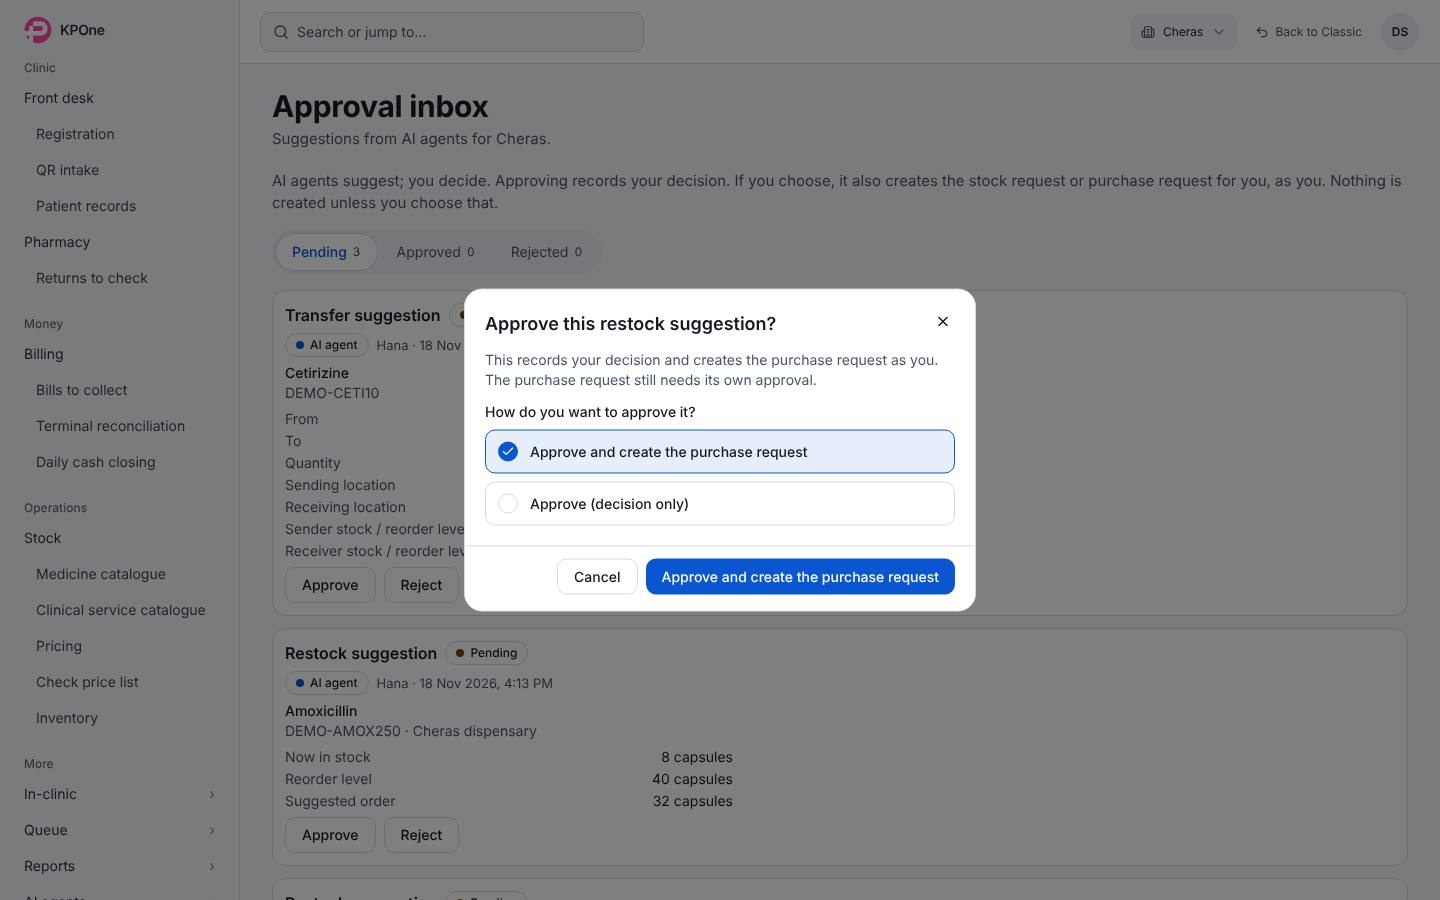 KPOne
Clinic
Front desk
Registration
QR intake
Patient records
Pharmacy
Returns to check
Money
Billing
Bills to collect
Terminal reconciliation
Daily cash closing
Operations
Stock
Medicine catalogue
Clinical service catalogue
Pricing
Check price list
Inventory
More
In-clinic
Queue
Reports
AI agents
Search or jump to...
Cheras
Back to Classic
DS
Approval inbox
Suggestions from AI agents for Cheras.
AI agents suggest; you decide. Approving records your decision. If you choose, it also creates the stock request or purchase request for you, as you. Nothing is
created unless you choose that.
Pending 3
Approved 0
Rejected 0
Transfer suggestion
AI agent Hana · 18 Nov
Cetirizine
DEMO-CETI10
From
To
Quantity
Sending location
Receiving location
Sender stock / reorder leve
Receiver stock / reorder lev
Approve
Reject
Approve this restock suggestion?
This records your decision and creates the purchase request as you.
The purchase request still needs its own approval.
How do you want to approve it?
Approve and create the purchase request
Approve (decision only)
Cancel
Approve and create the purchase request
Restock suggestion Pending
AI agent Hana · 18 Nov 2026, 4:13 PM
Amoxicillin
DEMO-AMOX250 · Cheras dispensary
Now in stock 8 capsules
Reorder level 40 capsules
Suggested order 32 capsules
Approve
Reject